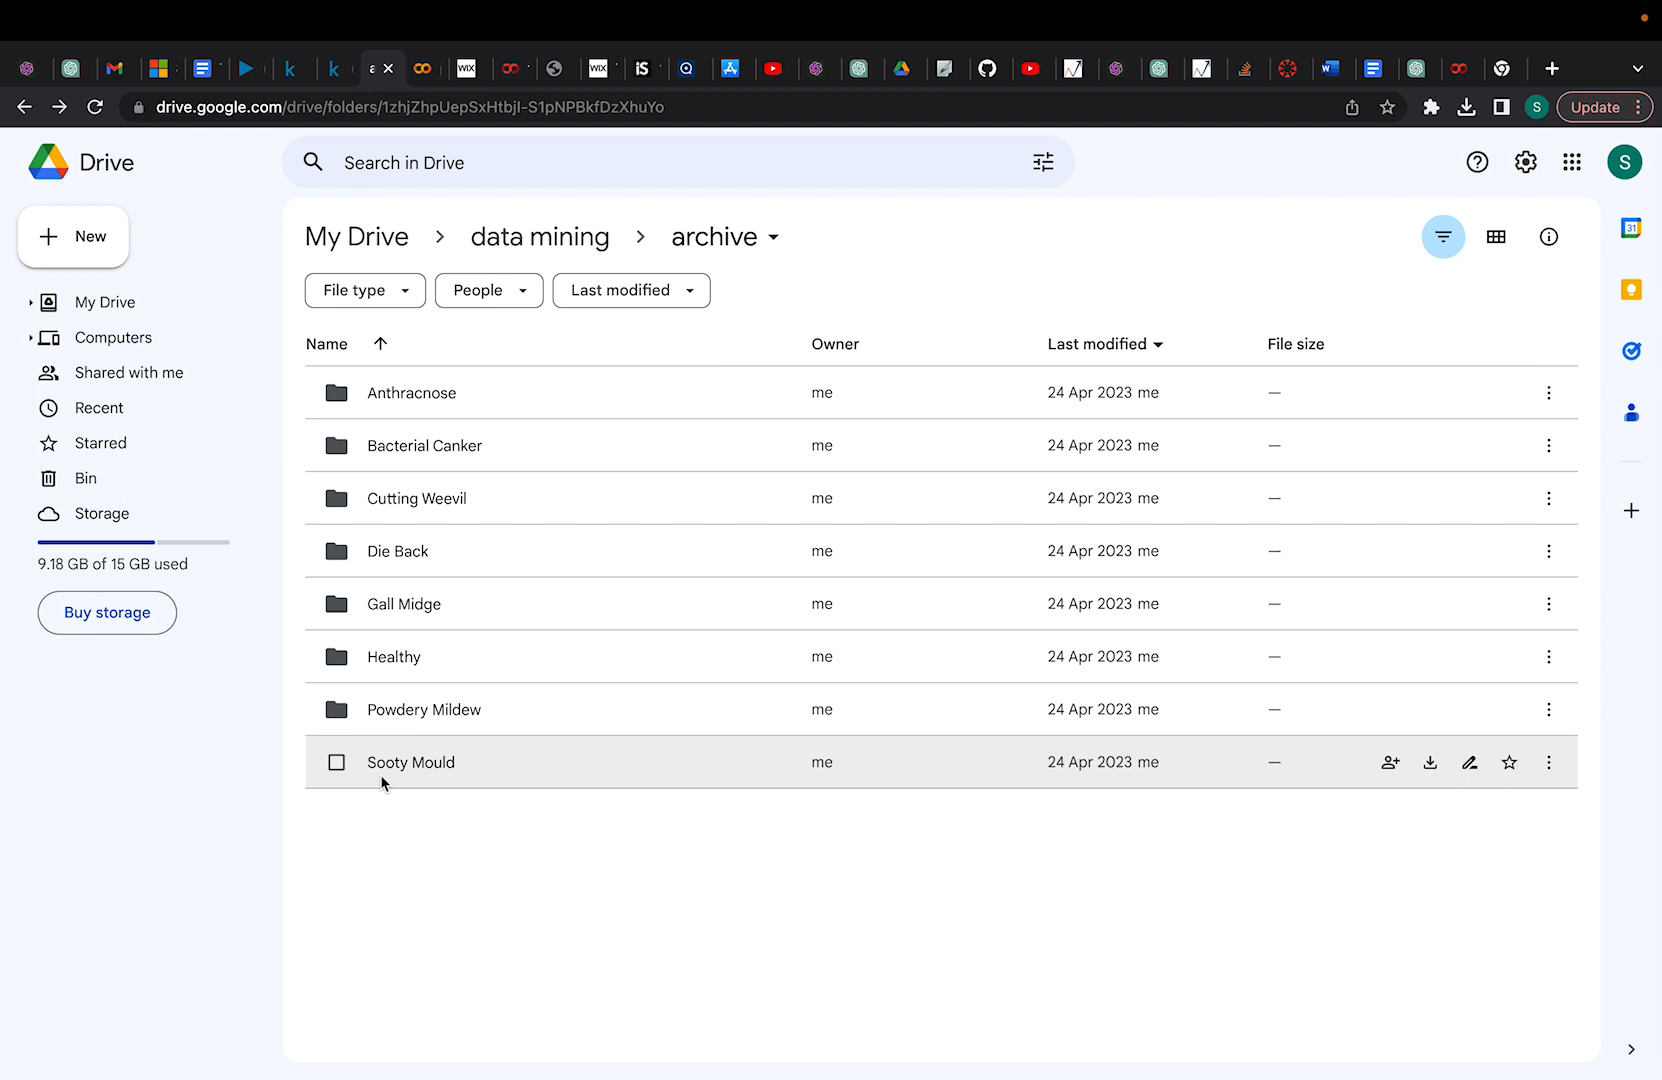 drive.google.com/drive/folders/1zhjZhpUepSxHtbjI-S1pNPBkfDzXhuYo
S
Update
Drive
Search in Drive
S
New
My Drive
Computers
Shared with me
Recent
Starred
Bin
Storage
9.18 GB of 15 GB used
Buy storage
My Drive > data mining > archive
File type
People
Last modified
Name
Owner
Last modified
File size
Anthracnose me 24 Apr 2023 me —
Bacterial Canker me 24 Apr 2023 me —
Cutting Weevil me 24 Apr 2023 me —
Die Back me 24 Apr 2023 me —
Gall Midge me 24 Apr 2023 me —
Healthy me 24 Apr 2023 me —
Powdery Mildew me 24 Apr 2023 me —
Sooty Mould me 24 Apr 2023 me —
31